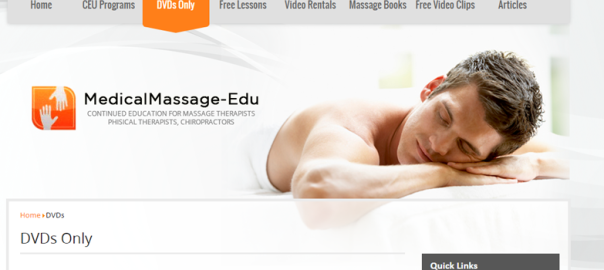 Home CEU Programs DVDs Only Free Lessons Video Rentals Massage Books Free Video Clips Articles
MedicalMassage-Edu
CONTINUED EDUCATION FOR MASSAGE THERAPISTS
PHISICAL THERAPISTS, CHIROPRACTORS
Home»DVDs
DVDs Only
Quick Links